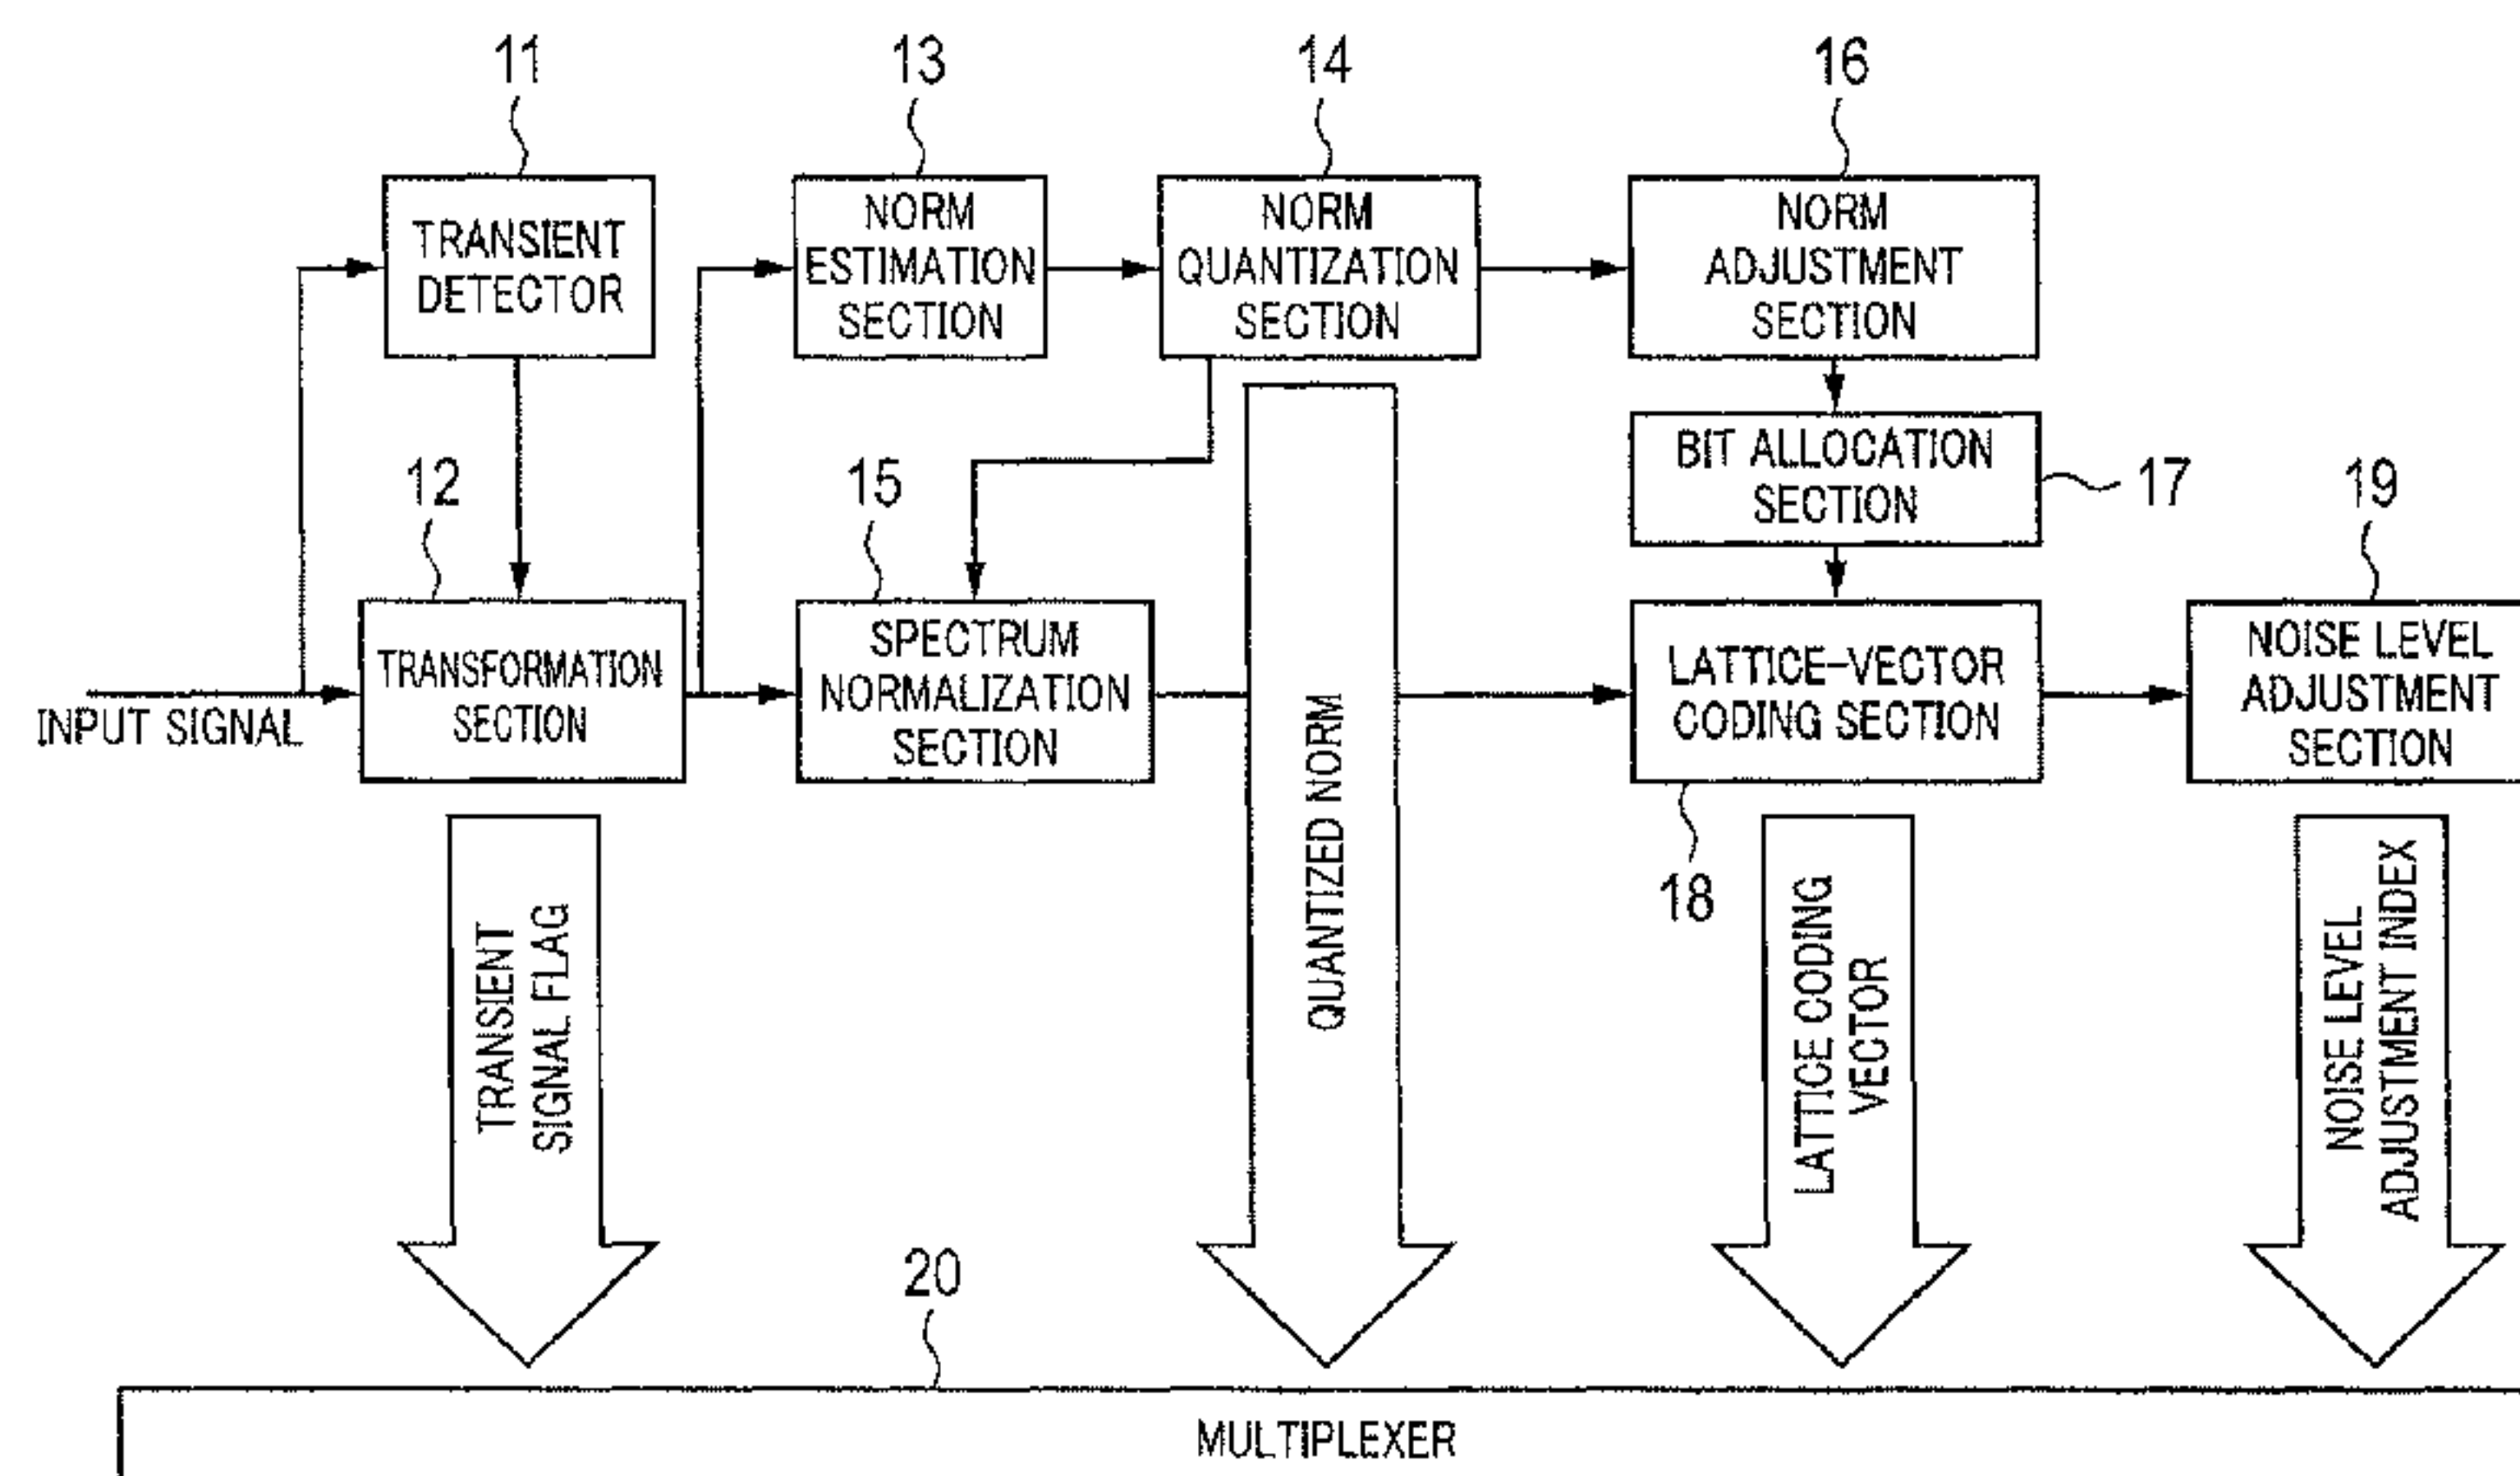 11
13
14
16
TRANSIENT
DETECTOR
NORM
ESTIMATION
SECTION
NORM
QUANTIZATION
SECTION
NORM
ADJUSTMENT
SECTION
12
15
BIT ALLOCATION
SECTION
17
19
INPUT SIGNAL
TRANSFORMATION
SECTION
SPECTRUM
NORMALIZATION
SECTION
LATTICE-VECTOR
CODING SECTION
NOISE LEVEL
ADJUSTMENT
SECTION
18
TRANSIENT
SIGNAL FLAG
QUANTIZED NORM
LATTICE CODING
VECTOR
NOISE LEVEL
ADJUSTMENT INDEX
20
MULTIPLEXER